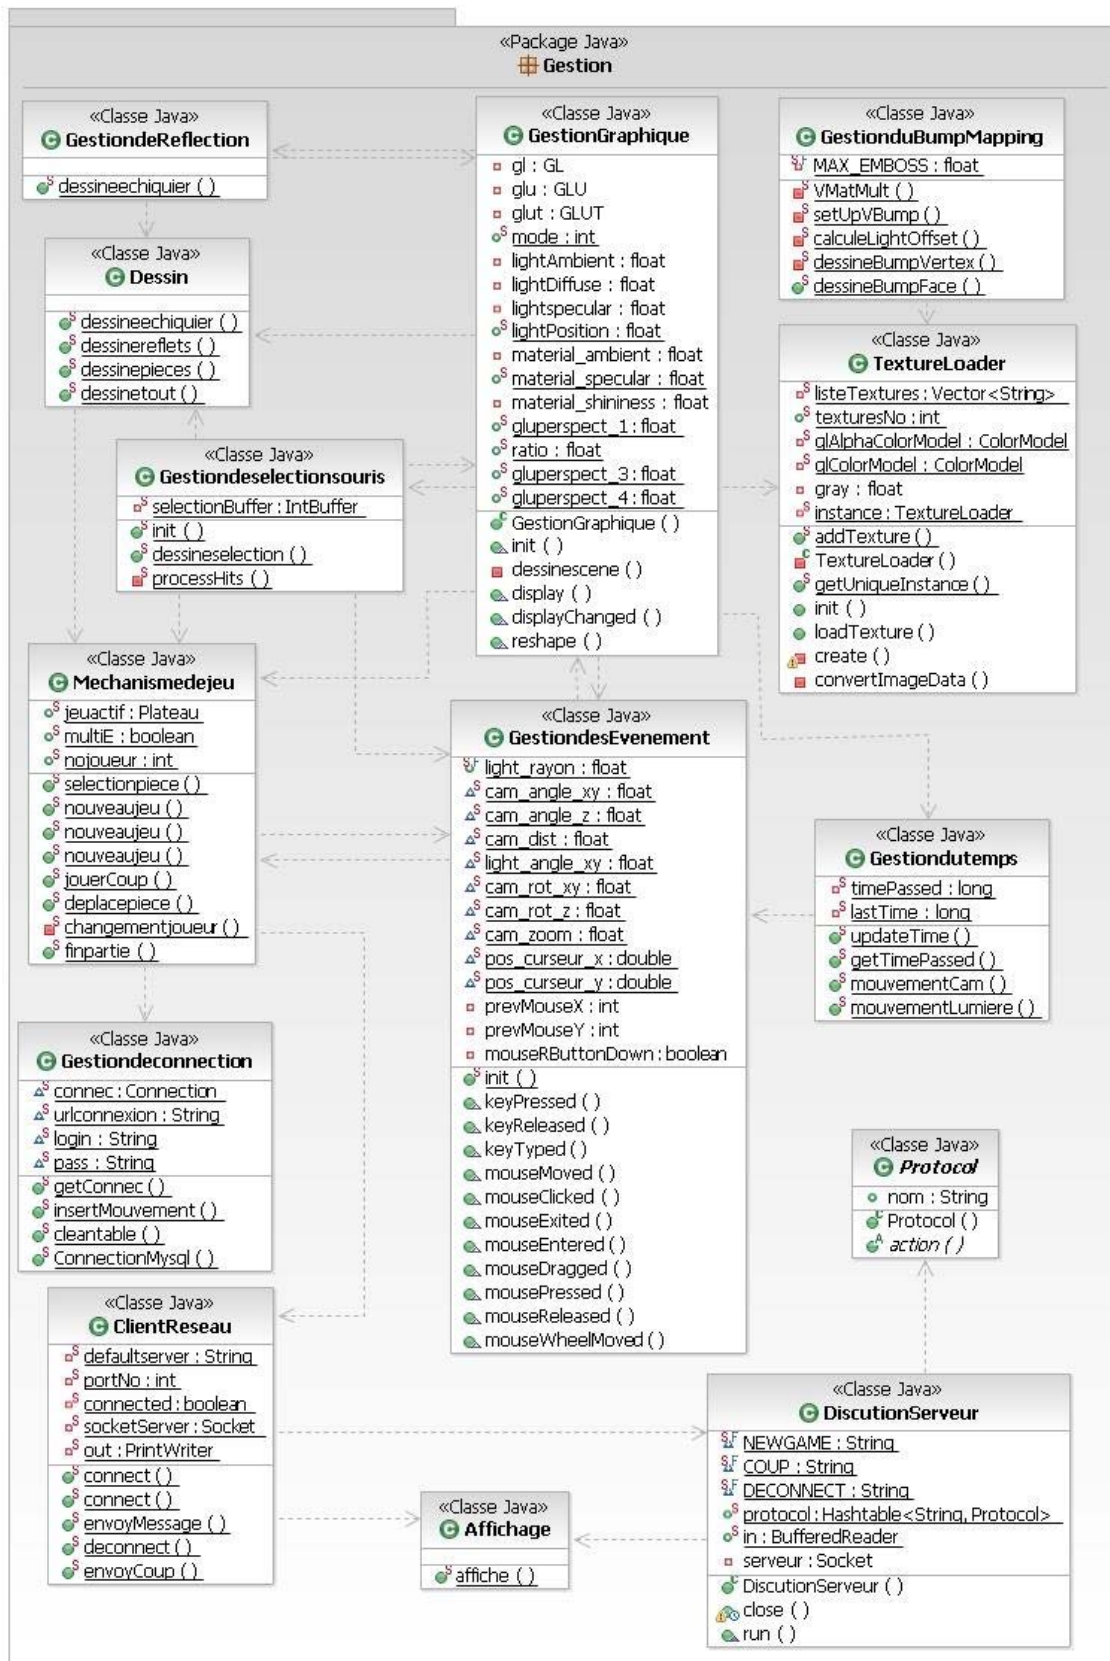 «Package Java»
Gestion
«Classe Java»
GestiondeReflection
dessineechiquier ( )
«Classe Java»
Dessin
dessineechiquier ( )
dessinereflets ( )
dessinepieces ( )
dessinetout ( )
«Classe Java»
Gestiondeselectionsouris
selectionBuffer : IntBuffer
init ( )
dessineselection ( )
processHits ( )
«Classe Java»
GestionGraphique
gl : GL
glu : GLU
glut : GLUT
mode : int
lightAmbient : float
lightDiffuse : float
lightspecular : float
lightPosition : float
material_ambient : float
material_specular : float
material_shininess : float
gluperspect_1 : float
ratio : float
gluperspect_3 : float
gluperspect_4 : float
GestionGraphique ( )
init ( )
dessinescene ( )
display ( )
displayChanged ( )
reshape ( )
«Classe Java»
GestionduBumpMapping
MAX_EMBOSS : float
VMatMult ( )
setUpVBump ( )
calculeLightOffset ( )
dessineBumpVertex ( )
dessineBumpFace ( )
«Classe Java»
TextureLoader
listeTextures : Vector<String>
texturesNo : int
glAlphaColorModel : ColorModel
glColorModel : ColorModel
gray : float
instance : TextureLoader
addTexture ( )
TextureLoader ( )
getUniqueInstance ( )
init ( )
loadTexture ( )
create ( )
convertImageData ( )
«Classe Java»
Mechanismedejeu
jeuactif : Plateau
multiE : boolean
nojoueur : int
selectionpiece ( )
nouveaujeu ( )
nouveaujeu ( )
nouveaujeu ( )
jouerCoup ( )
deplacepiece ( )
changementjoueur ( )
finpartie ( )
«Classe Java»
GestiondesEvenement
light_rayon : float
cam_angle_xy : float
cam_angle_z : float
cam_dist : float
light_angle_xy : float
cam_rot_xy : float
cam_rot_z : float
cam_zoom : float
pos_curseur_x : double
pos_curseur_y : double
prevMouseX : int
prevMouseY : int
mouseRButtonDown : boolean
init ( )
keyPressed ( )
keyReleased ( )
keyTyped ( )
mouseMoved ( )
mouseClicked ( )
mouseExited ( )
mouseEntered ( )
mouseDragged ( )
mousePressed ( )
mouseReleased ( )
mouseWheelMoved ( )
«Classe Java»
Gestiondutemps
timePassed : long
lastTime : long
updateTime ( )
getTimePassed ( )
mouvementCam ( )
mouvementLumiere ( )
«Classe Java»
Gestiondeconnection
connec : Connection
urlconnexion : String
login : String
pass : String
getConnec ( )
insertMouvement ( )
cleantable ( )
ConnectionMysql ( )
«Classe Java»
Protocol
nom : String
Protocol ( )
action ( )
«Classe Java»
ClientReseau
defaultserver : String
portNo : int
connected : boolean
socketServer : Socket
out : PrintWriter
connect ( )
connect ( )
envoyMessage ( )
deconnect ( )
envoyCoup ( )
«Classe Java»
Affichage
affiche ( )
«Classe Java»
DiscutionServeur
NEWGAME : String
COUP : String
DECONNECT : String
protocol : Hashtable<String, Protocol>
in : BufferedReader
serveur : Socket
DiscutionServeur ( )
close ( )
run ( )